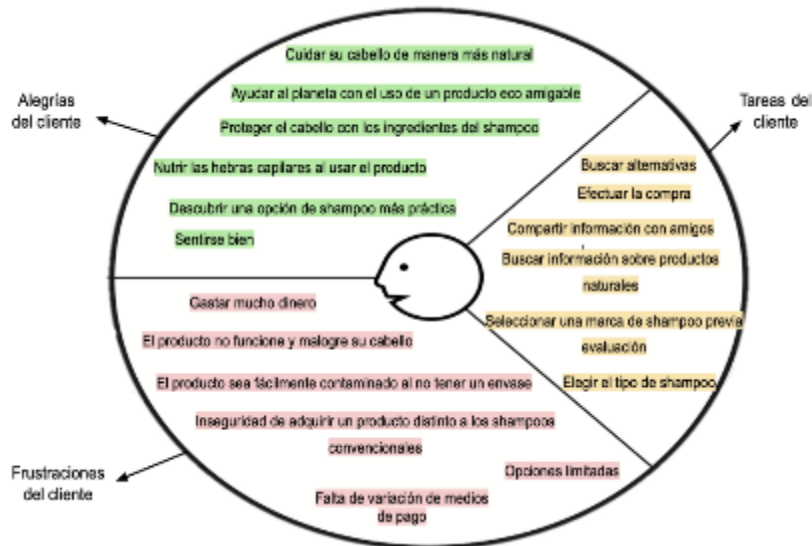 Alegrías
del cliente
Cuidar su cabello de manera más natural
Ayudar al planeta con el uso de un producto eco amigable
Proteger el cabello con los ingredientes del shampoo
Nutrir las hebras capilares al usar el producto
Descubrir una opción de shampoo más práctica
Sentirse bien
Tareas del
cliente
Buscar alternativas
Efectuar la compra
Compartir información con amigos
Buscar información sobre productos
naturales
Seleccionar una marca de shampoo previa
evaluación
Elegir el tipo de shampoo
Frustraciones
del cliente
Gastar mucho dinero
El producto no funcione y malogre su cabello
El producto sea fácilmente contaminado al no tener un envase
Inseguridad de adquirir un producto distinto a los shampoos
convencionales
Opciones limitadas
Falta de variación de medios
de pago